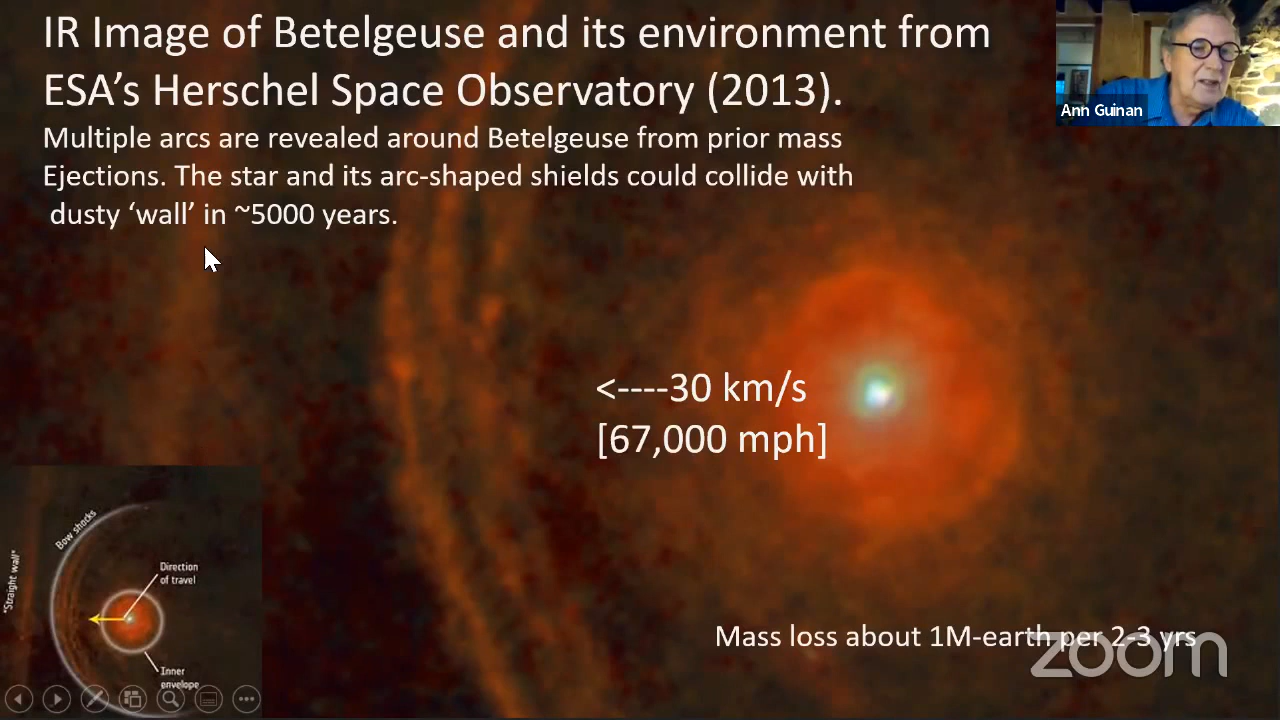 IR Image of Betelgeuse and its environment from
ESA’s Herschel Space Observatory (2013).
Multiple arcs are revealed around Betelgeuse from prior mass
Ejections. The star and its arc-shaped shields could collide with
dusty ‘wall’ in ~5000 years.
Ann Guinan
<----30 km/s
[67,000 mph]
Bow shocks
"Straight wall"
Direction
of travel
Inner
envelope
Mass loss about 1M-earth per 2-3 yrs
zoom